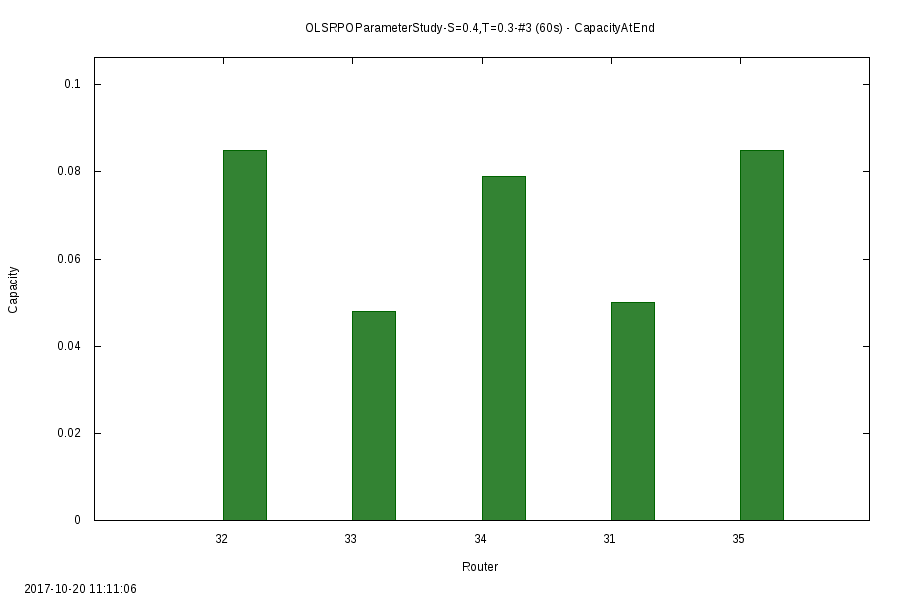 OLSRPOParameterStudy-S=0.4,T=0.3-#3 (60s) - CapacityAtEnd
0.1
0.08
0.06
0.04
0.02
0
Capacity
32 33 34 31 35
Router
2017-10-20 11:11:06